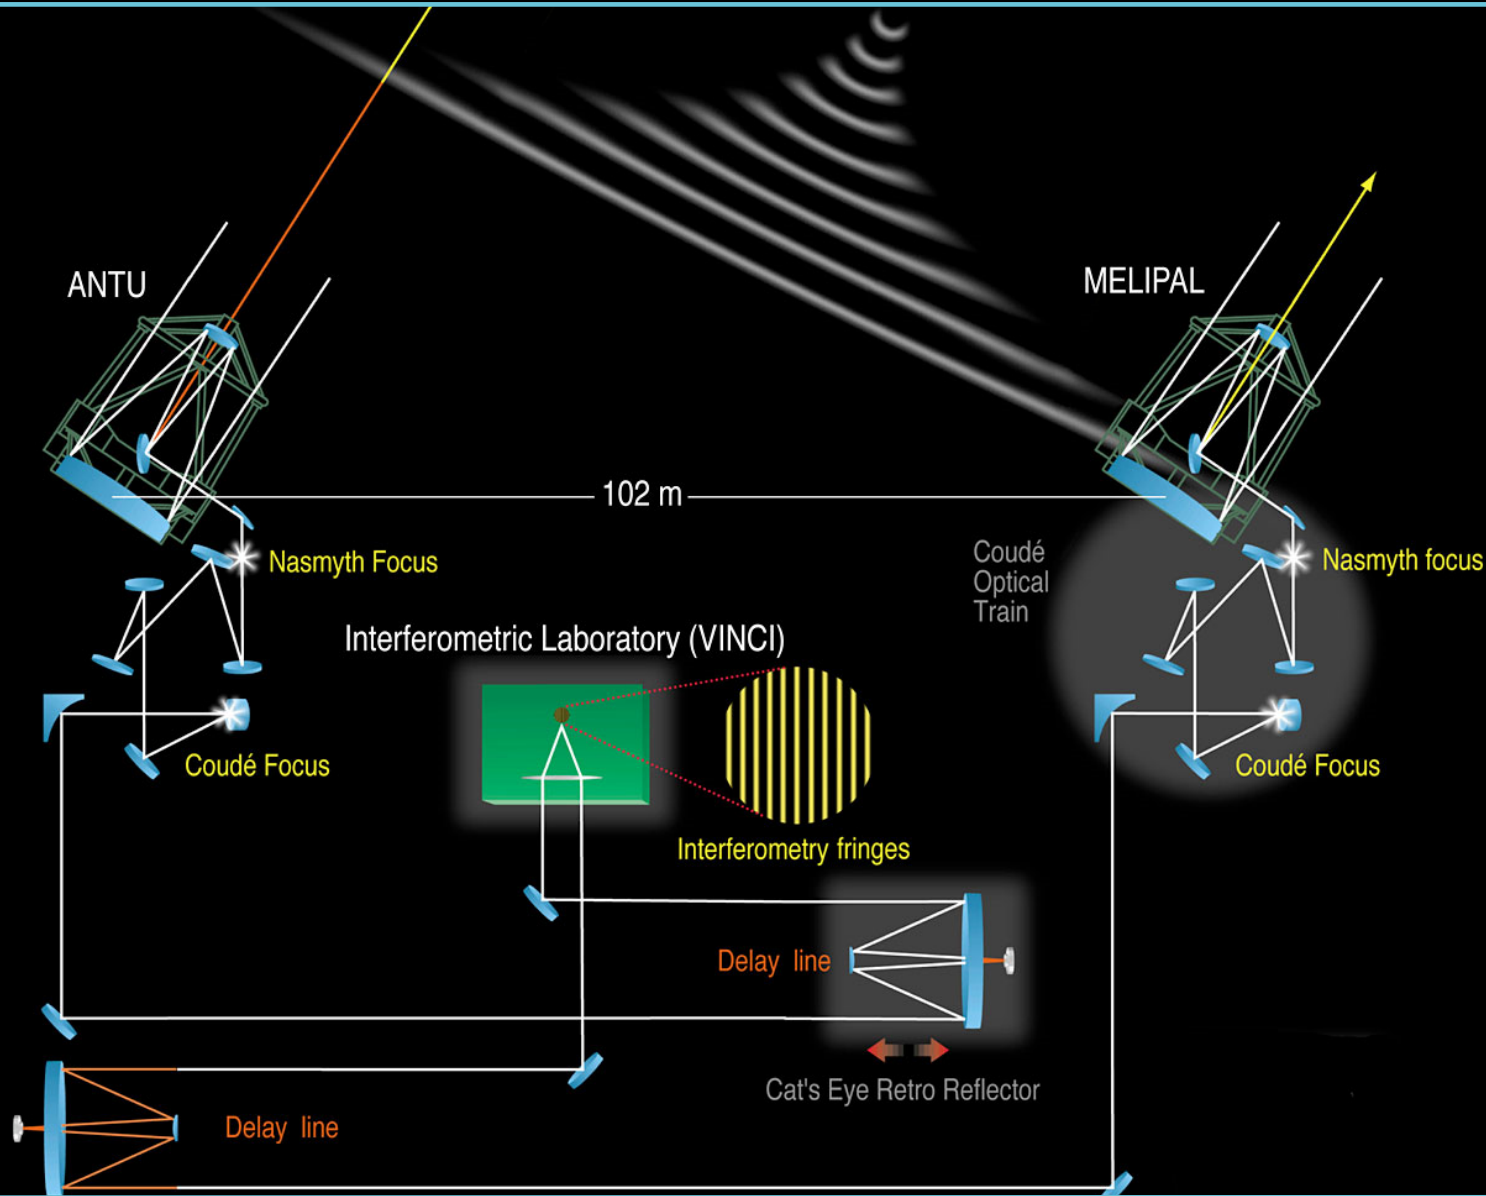 ANTU
MELIPAL
102 m
Coudé
Optical
Train
Nasmyth Focus
Nasmyth focus
Interferometric Laboratory (VINCI)
Coudé Focus
Coudé Focus
Interferometry fringes
Delay line
Cat's Eye Retro Reflector
Delay line